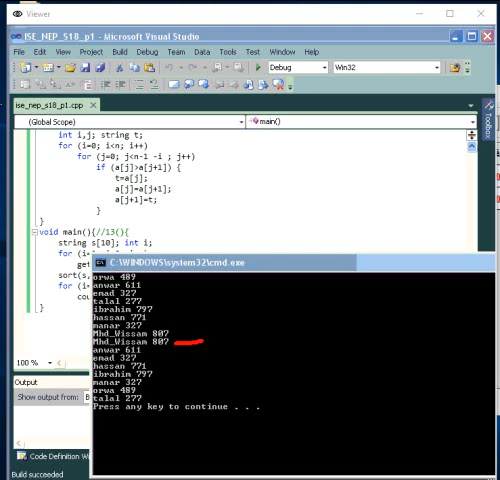 Viewer
ISE_NEP_S18_p1 - Microsoft Visual Studio
File Edit View Project Build Debug Team Data Tools Test Window Help
Debug Win32
ise_nep_s18_p1.cpp
Toolbox
(Global Scope) main()
int i,j; string t;
for (i=0; i<n; i++)
for (j=0; j<n-1 -i ; j++)
if (a[j]>a[j+1]) {
t=a[j];
a[j]=a[j+1];
a[j+1]=t;
}
}
void main(){//13(){
string s[10]; int i;
for (i=
get
sort(s,
for (i=
cou
}
C:\WINDOWS\system32\cmd.exe
orwa 489
anwar 611
emad 327
talal 277
ibrahim 797
hassan 771
manar 327
Mhd_Wissam 807
Mhd_Wissam 807
anwar 611
emad 327
hassan 771
ibrahim 797
manar 327
orwa 489
talal 277
Press any key to continue . . .
100 %
Output
Show output from: B
Code Definition Wi
Build succeeded